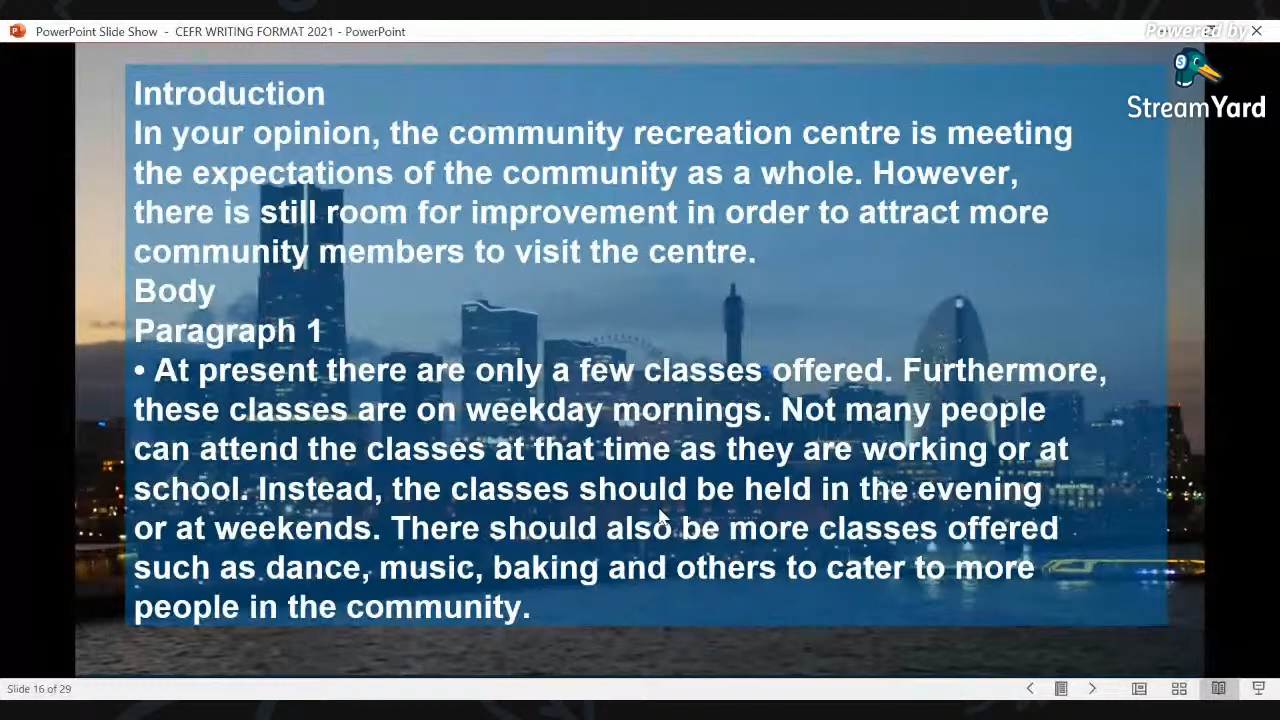 PowerPoint Slide Show - CEFR WRITING FORMAT 2021 - PowerPoint
Powered by
StreamYard
Introduction
In your opinion, the community recreation centre is meeting
the expectations of the community as a whole. However,
there is still room for improvement in order to attract more
community members to visit the centre.
Body
Paragraph 1
• At present there are only a few classes offered. Furthermore,
these classes are on weekday mornings. Not many people
can attend the classes at that time as they are working or at
school. Instead, the classes should be held in the evening
or at weekends. There should also be more classes offered
such as dance, music, baking and others to cater to more
people in the community.
Slide 16 of 29